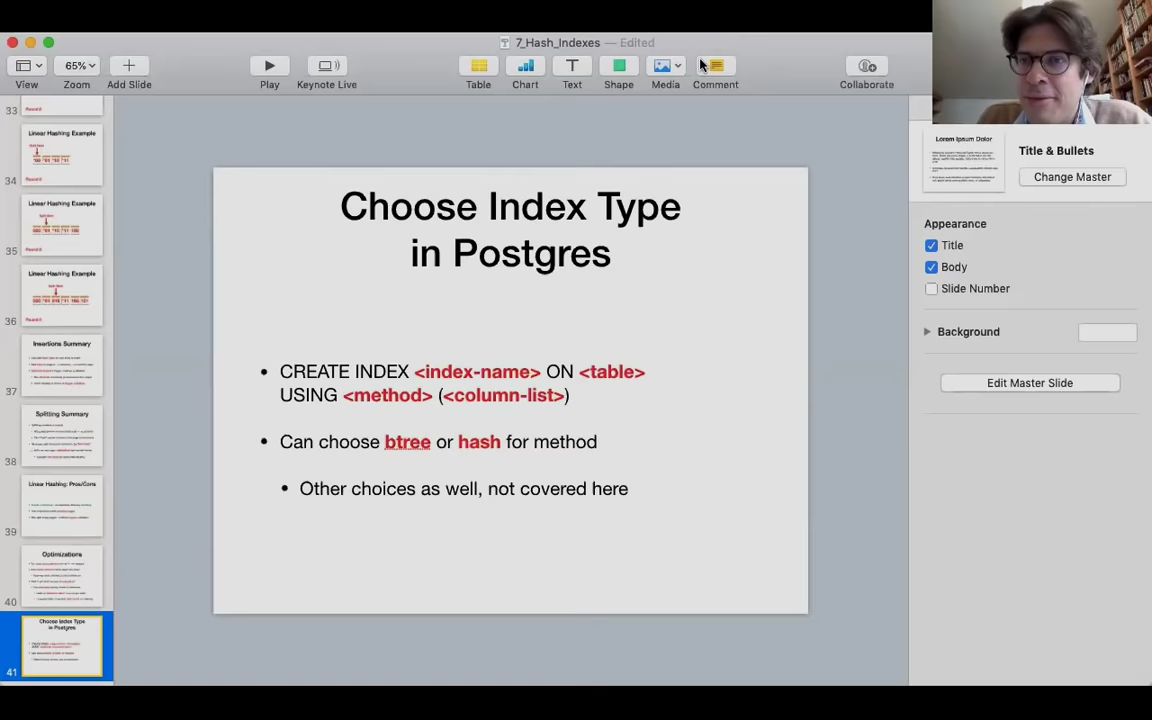 7_Hash_Indexes — Edited
View
65%
Zoom
Add Slide
Play
Keynote Live
Table
Chart
Text
Shape
Media
Comment
Collaborate
33
Linear Hashing Example
34
Linear Hashing Example
35
Linear Hashing Example
36
Insertions Summary
37
Splitting Summary
38
Linear Hashing: Pros/Cons
39
Optimizations
40
Choose Index Type
in Postgres
41
Choose Index Type
in Postgres
• CREATE INDEX <index-name> ON <table>
USING <method> (<column-list>)
• Can choose btree or hash for method
• Other choices as well, not covered here
Lorem Ipsum Dolor
Title & Bullets
Change Master
Appearance
Title
Body
Slide Number
Background
Edit Master Slide